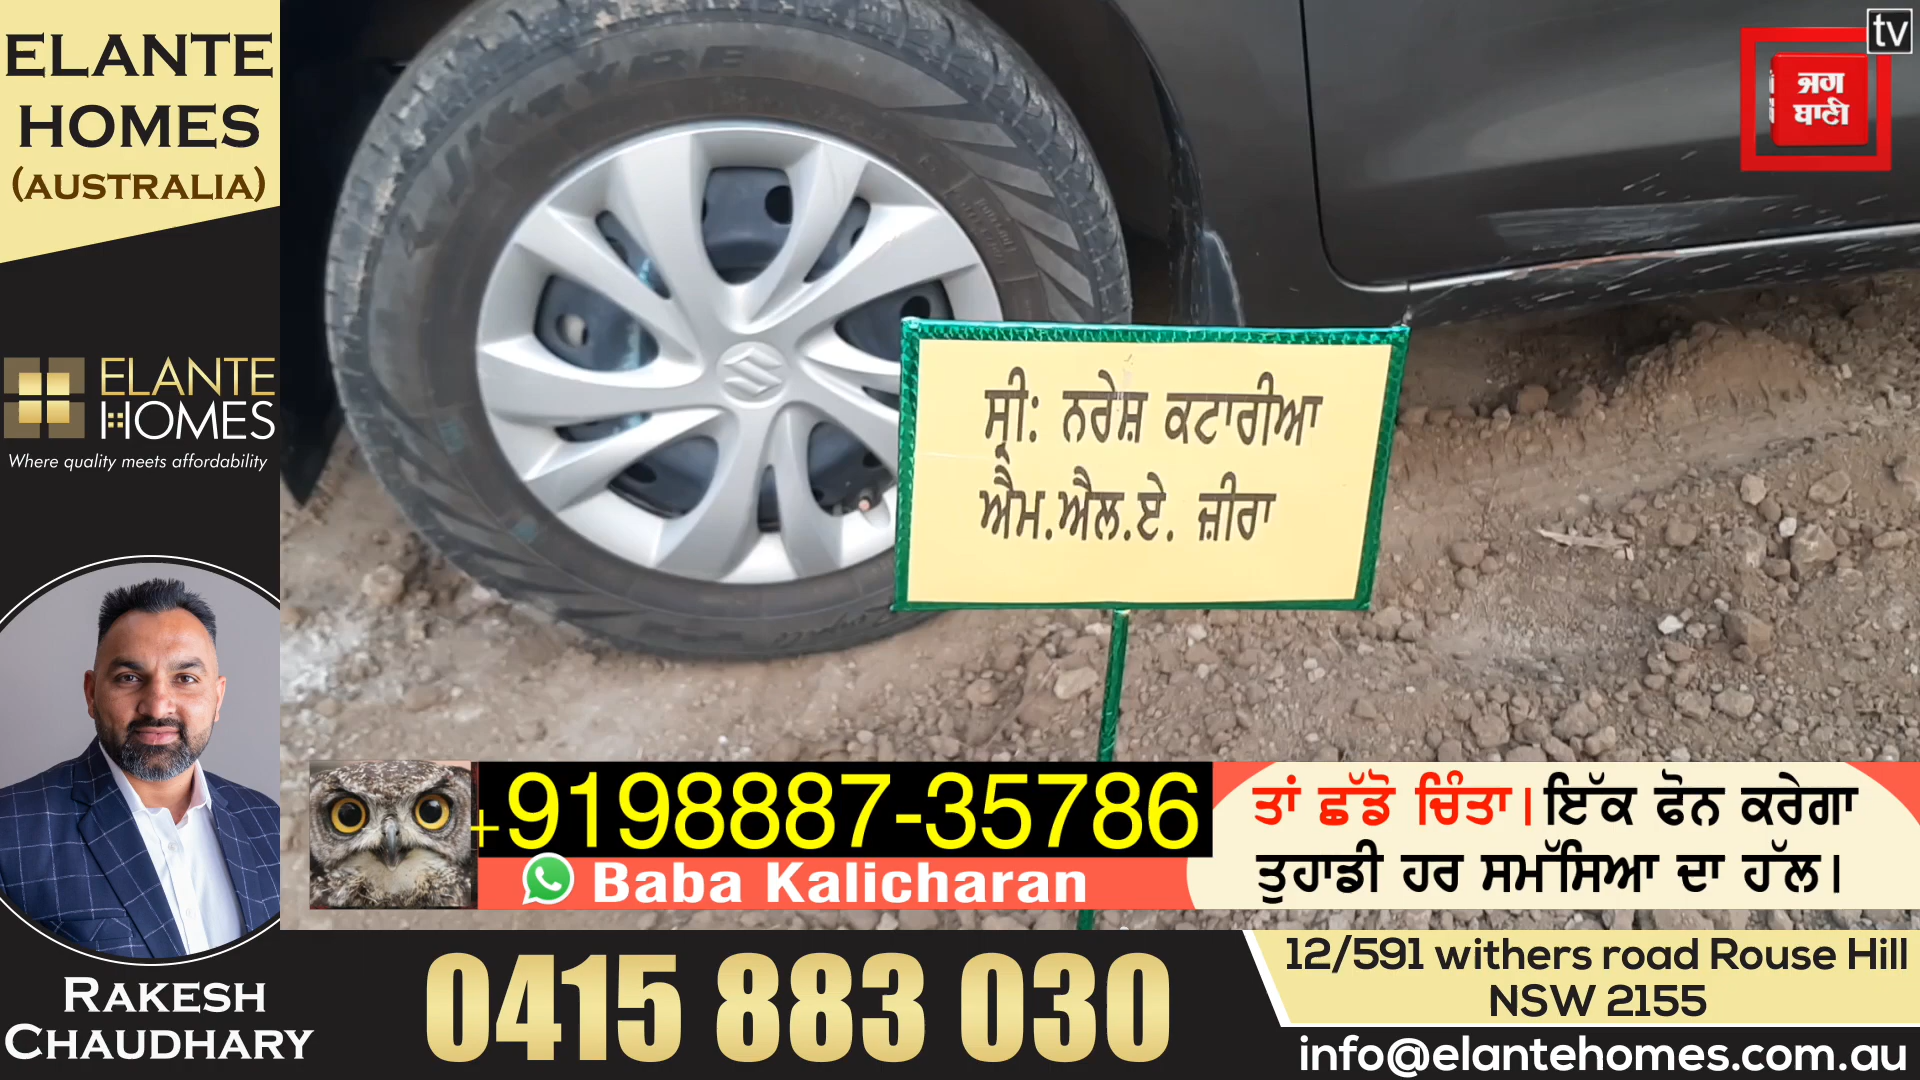 ELANTE
HOMES
(AUSTRALIA)
ELANTE
HOMES
Where quality meets affordability
RAKESH
CHAUDHARY
JK TYRE
tv
ਜਗ
ਬਾਣੀ
ਸ੍ਰੀ: ਨਰੇਸ਼ ਕਟਾਰੀਆ
ਐਮ.ਐਲ.ਏ. ਜ਼ੀਰਾ
+9198887-35786
Baba Kalicharan
ਤਾਂ ਛੱਡੋ ਚਿੰਤਾ। ਇੱਕ ਫੋਨ ਕਰੇਗਾ
ਤੁਹਾਡੀ ਹਰ ਸਮੱਸਿਆ ਦਾ ਹੱਲ।
0415 883 030
12/591 withers road Rouse Hill
NSW 2155
info@elantehomes.com.au